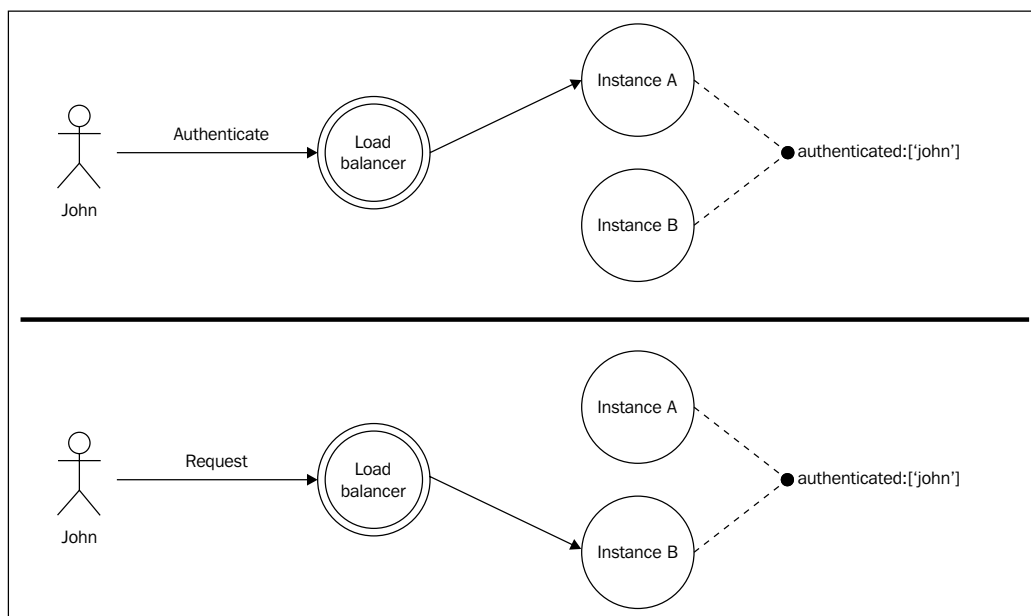 Instance A
Authenticate
Load
balancer
authenticated:[‘john’]
John
Instance B
Instance A
Request
Load
balancer
authenticated:[‘john’]
John
Instance B